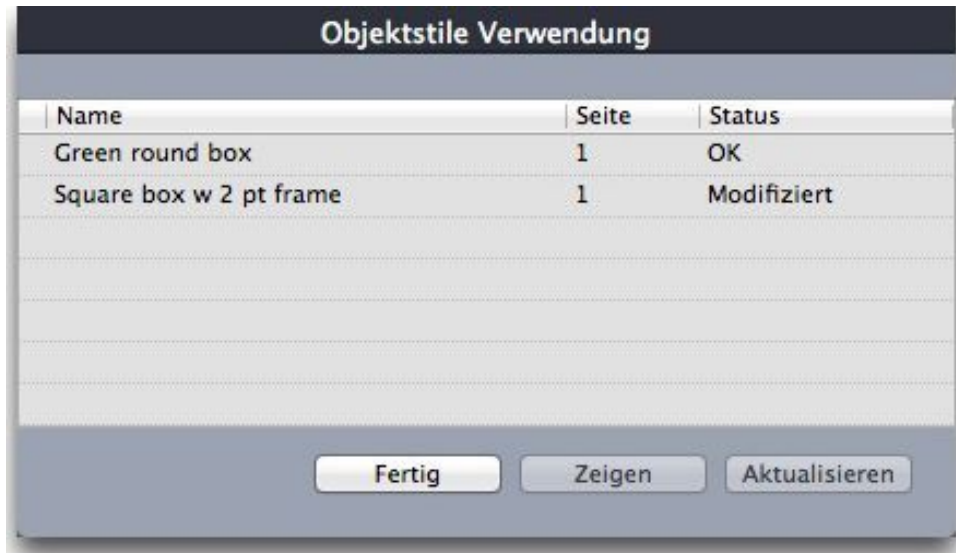 Objektstile Verwendung
Name Seite Status
Green round box 1 OK
Square box w 2 pt frame 1 Modifiziert
Fertig Zeigen Aktualisieren